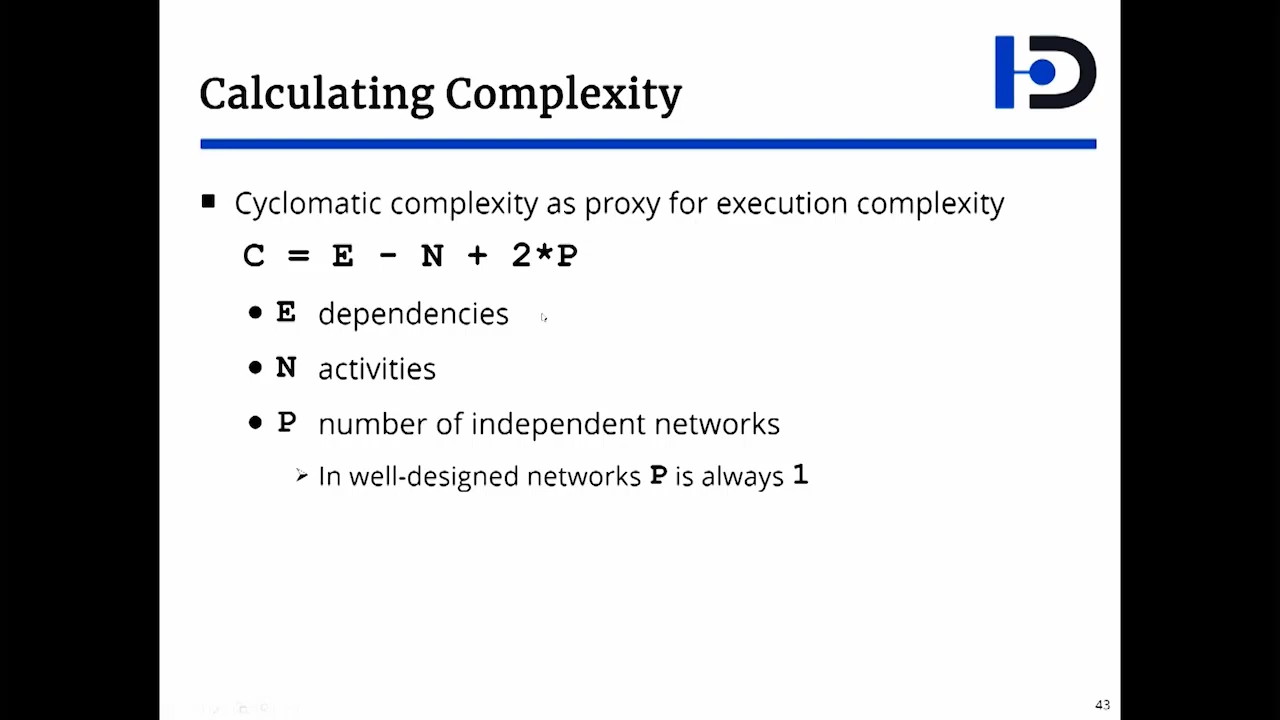 Calculating Complexity
Cyclomatic complexity as proxy for execution complexity
C = E - N + 2*P
E dependencies
N activities
P number of independent networks
In well-designed networks P is always 1
43